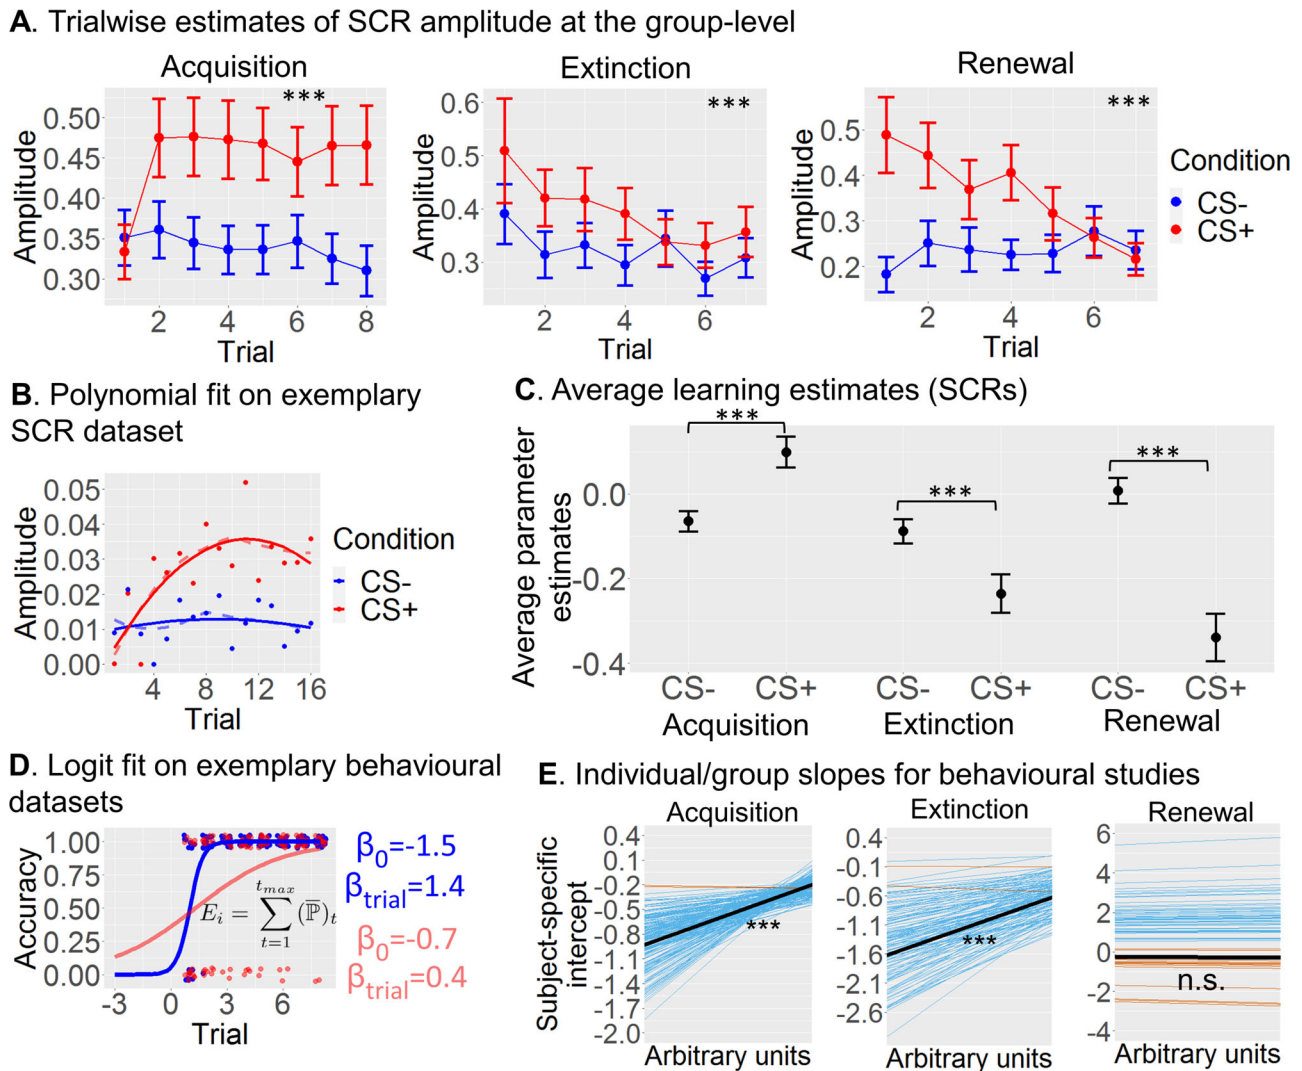 A. Trialwise estimates of SCR amplitude at the group-level
Acquisition
Extinction
Renewal
Amplitude
0.50
0.45
0.40
0.35
0.30
***
2
4
6
8
Trial
Amplitude
0.6
0.5
0.4
0.3
***
2
4
6
Trial
Amplitude
0.5
0.4
0.3
0.2
***
2
4
6
Trial
Condition
CS-
CS+
B. Polynomial fit on exemplary
SCR dataset
Amplitude
0.05
0.04
0.03
0.02
0.01
0.00
4
8
12
16
Trial
Condition
CS-
CS+
C. Average learning estimates (SCRs)
Average parameter
estimates
0.0
-0.2
-0.4
***
***
***
CS-
CS+
CS-
CS+
CS-
CS+
Acquisition
Extinction
Renewal
D. Logit fit on exemplary behavioural
datasets
Accuracy
1.00
0.75
0.50
0.25
0.00
E_i = \sum_{t=1}^{t_{max}} (\overline{ℙ})_t
-3
0
3
6
Trial
β0=-1.5
βtrial=1.4
β0=-0.7
βtrial=0.4
E. Individual/group slopes for behavioural studies
Acquisition
Extinction
Renewal
Subject-specific
intercept
0.4
0.1
-0.2
-0.5
-0.8
-1.1
-1.4
-1.7
-2.0
***
Arbitrary units
0.4
-0.1
-0.6
-1.1
-1.6
-2.1
-2.6
***
Arbitrary units
6
4
2
0
-2
-4
n.s.
Arbitrary units